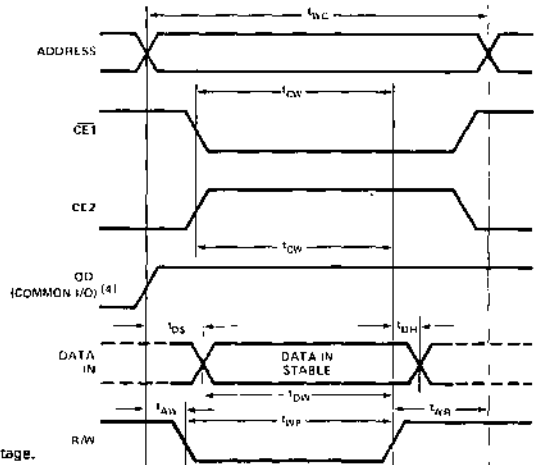 tWC
ADDRESS
tCW
CE1
CE2
tCW
OD
(COMMON I/O) (4)
tDS
tDH
DATA
IN
DATA IN
STABLE
tDW
tAW
tWP
tWR
R/W
tage.